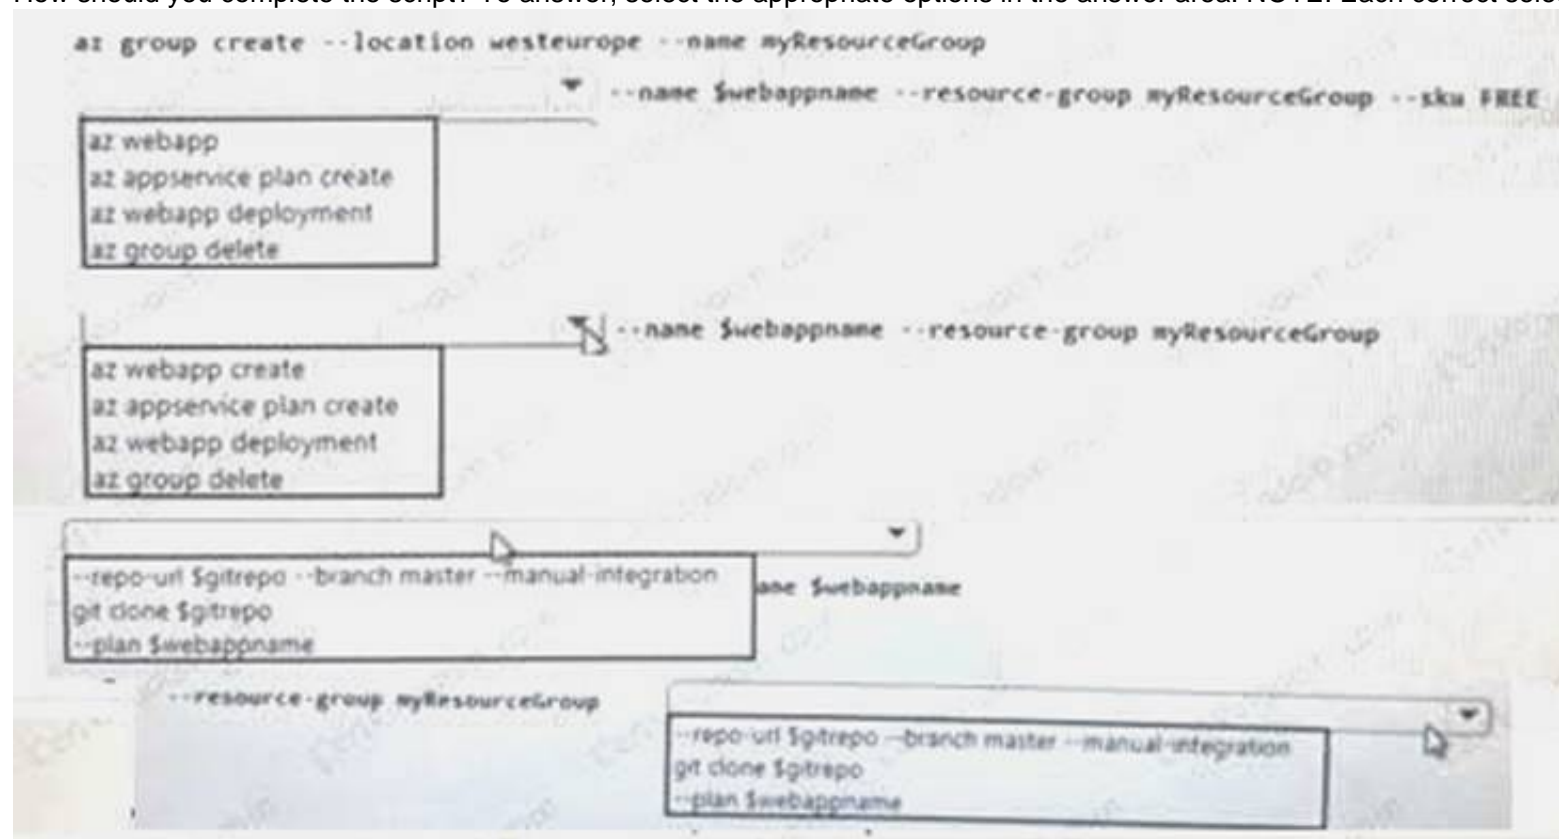 az group create --location westeurope --name myResourceGroup
--name $webappname --resource-group myResourceGroup --sku FREE
az webapp
az appservice plan create
az webapp deployment
az group delete
--name $webappname --resource-group myResourceGroup
az webapp create
az appservice plan create
az webapp deployment
az group delete
--repo-url $gitrepo --branch master --manual-integration
ame $webappname
git clone $gitrepo
--plan $webappname
--resource-group myResourceGroup
--repo-url $gitrepo --branch master --manual-integration
git clone $gitrepo
--plan $webappname